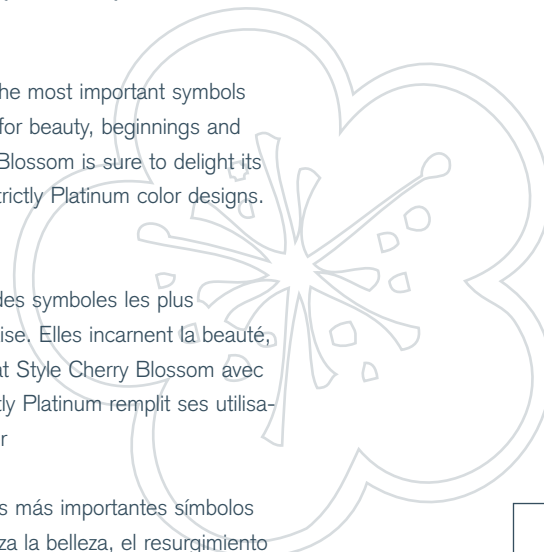 he most important symbols
for beauty, beginnings and
Blossom is sure to delight its
trictly Platinum color designs.
des symboles les plus
ise. Elles incarnent la beauté,
at Style Cherry Blossom avec
tly Platinum remplit ses utilisa-
r
s más importantes símbolos
za la belleza, el resurgimiento